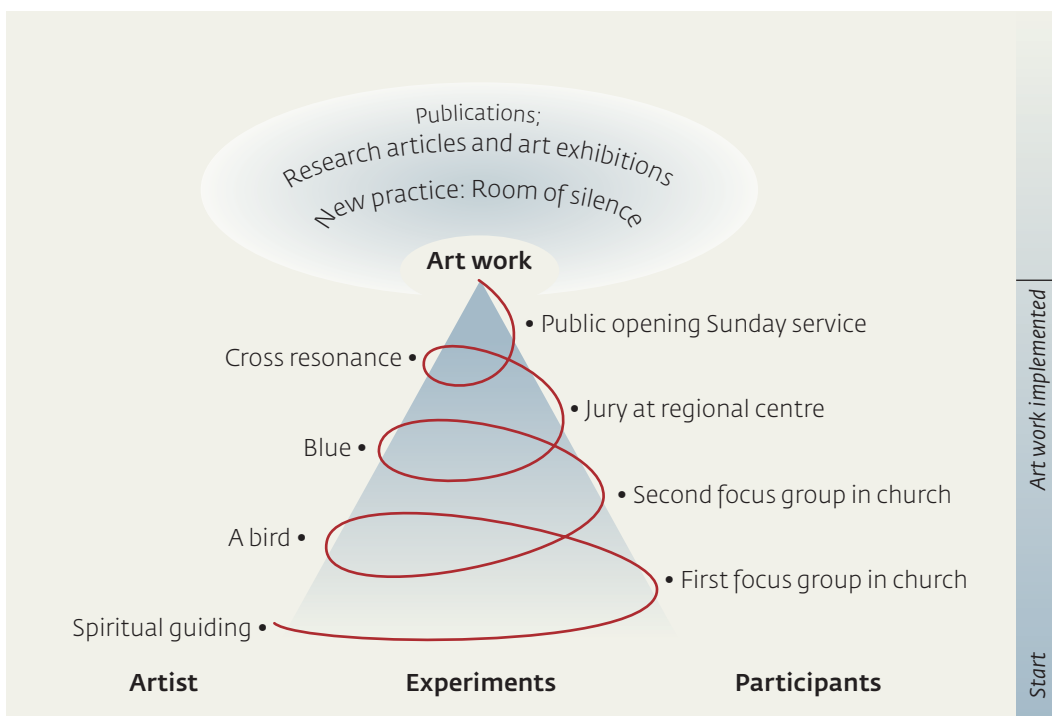 Publications;
Research articles and art exhibitions
New practice: Room of silence
Art work
• Public opening Sunday service
Cross resonance •
• Jury at regional centre
Blue •
• Second focus group in church
A bird •
• First focus group in church
Spiritual guiding •
Artist
Experiments
Participants
Art work implemented
Start